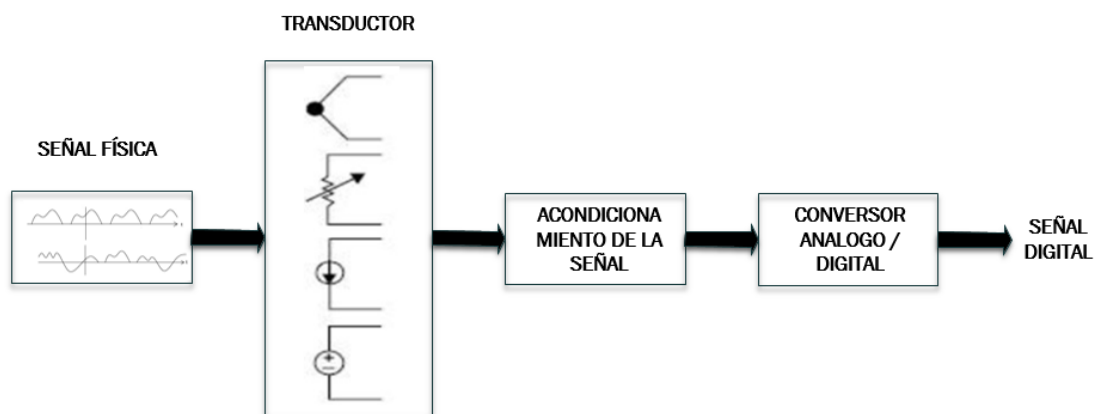 TRANSDUCTOR
SEÑAL FÍSICA
ACONDICIONA
MIENTO DE LA
SEÑAL
CONVERSOR
ANALOGO /
DIGITAL
SEÑAL
DIGITAL